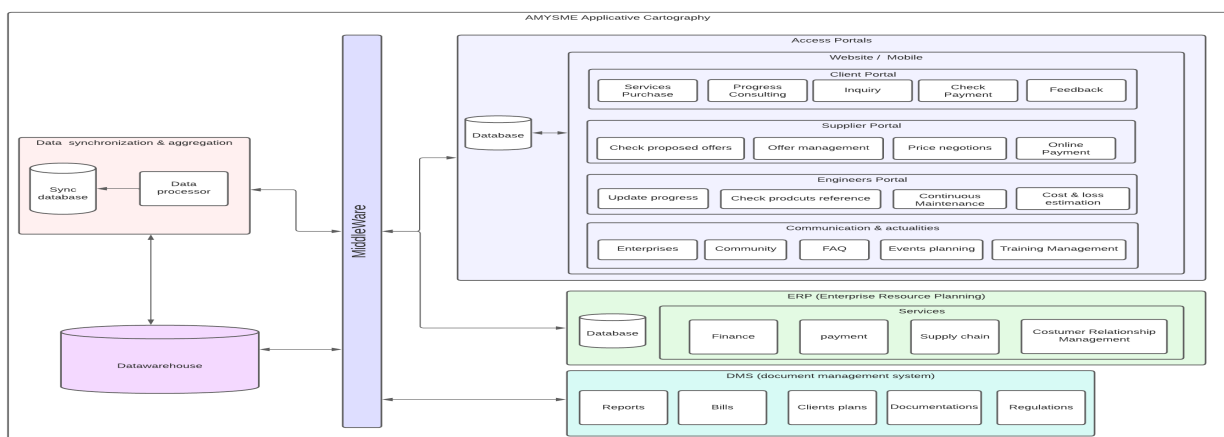 AMYSME Applicative Cartography
Data synchronization & aggregation
Sync
database
Data
processor
Datawarehouse
MiddleWare
Access Portals
Database
Website / Mobile
Client Portal
Services
Purchase
Progress
Consulting
Inquiry
Check
Payment
Feedback
Supplier Portal
Check proposed offers
Offer management
Price negotions
Online
Payment
Engineers Portal
Update progress
Check prodcuts reference
Continuous
Maintenance
Cost & loss
estimation
Communication & actualities
Enterprises
Community
FAQ
Events planning
Training Management
ERP (Enterprise Resource Planning)
Database
Services
Finance
payment
Supply chain
Costumer Relationship
Management
DMS (document management system)
Reports
Bills
Clients plans
Documentations
Regulations